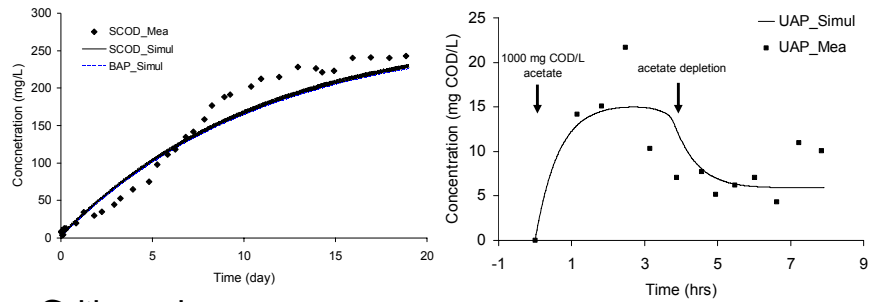 SCOD_Mea
SCOD_Simul
BAP_Simul
300
250
200
150
100
50
0
Concnetration (mg/L)
0 5 10 15 20
Time (day)
UAP_Simul
UAP_Mea
1000 mg COD/L
acetate
acetate depletion
25
20
15
10
5
0
Concentration (mg COD/L)
-1 1 3 5 7 9
Time (hrs)